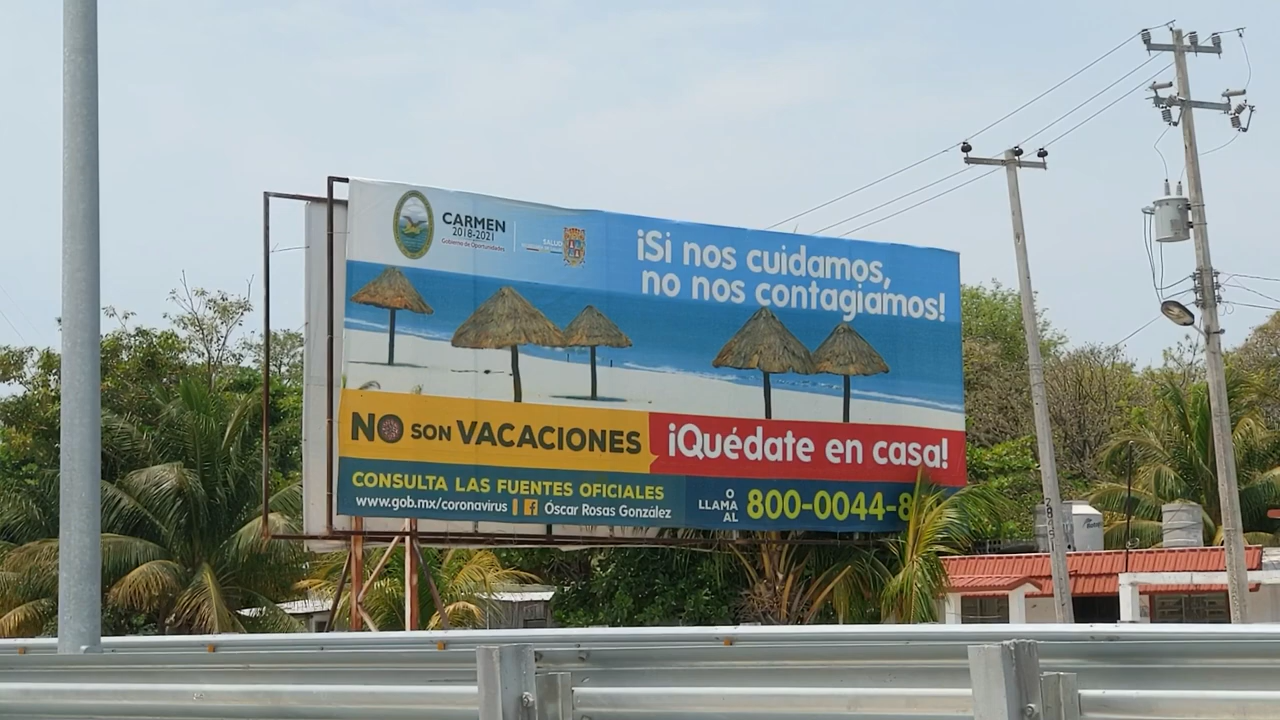 CARMEN
2018-2021
Gobierno de Oportunidades
SALUD
¡Si nos cuidamos,
no nos contagiamos!
NO SON VACACIONES
¡Quédate en casa!
CONSULTA LAS FUENTES OFICIALES
www.gob.mx/coronavirus
Óscar Rosas González
O
LLAMA
AL
800-0044-8